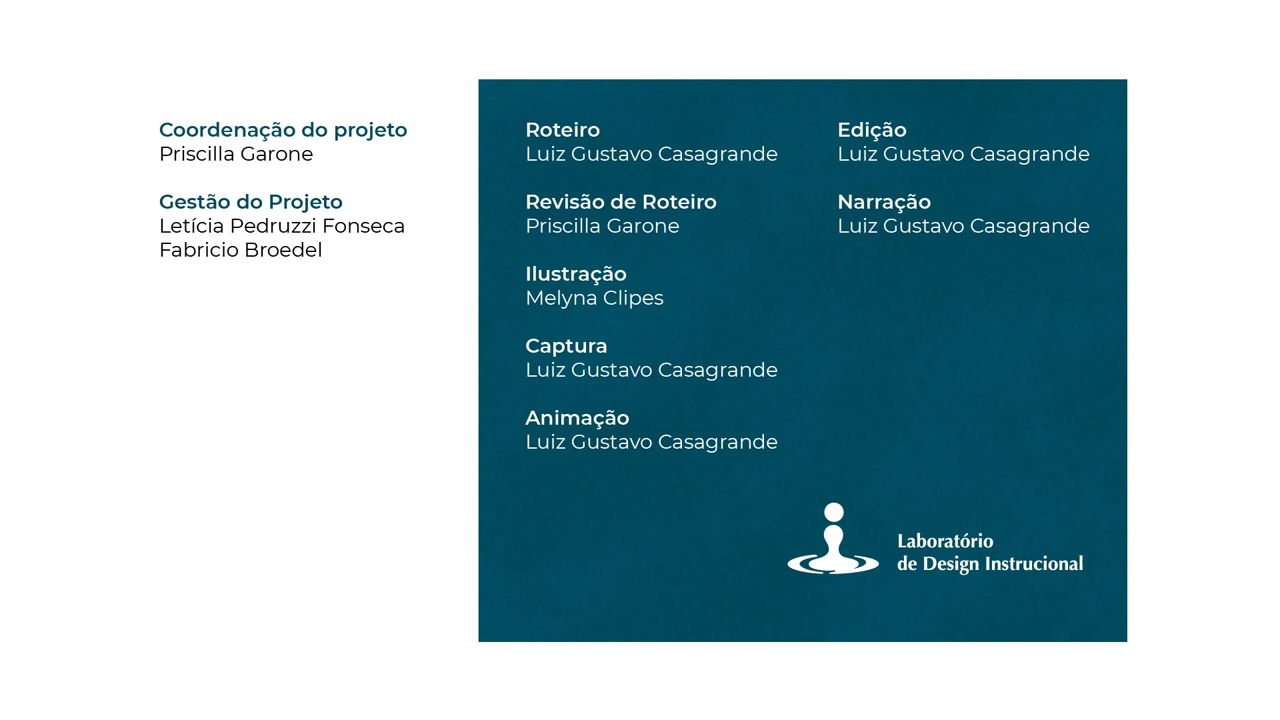 Coordenação do projeto
Priscilla Garone
Gestão do Projeto
Letícia Pedruzzi Fonseca
Fabricio Broedel
Roteiro
Luiz Gustavo Casagrande
Revisão de Roteiro
Priscilla Garone
Ilustração
Melyna Clipes
Captura
Luiz Gustavo Casagrande
Animação
Luiz Gustavo Casagrande
Edição
Luiz Gustavo Casagrande
Narração
Luiz Gustavo Casagrande
Laboratório
de Design Instrucional